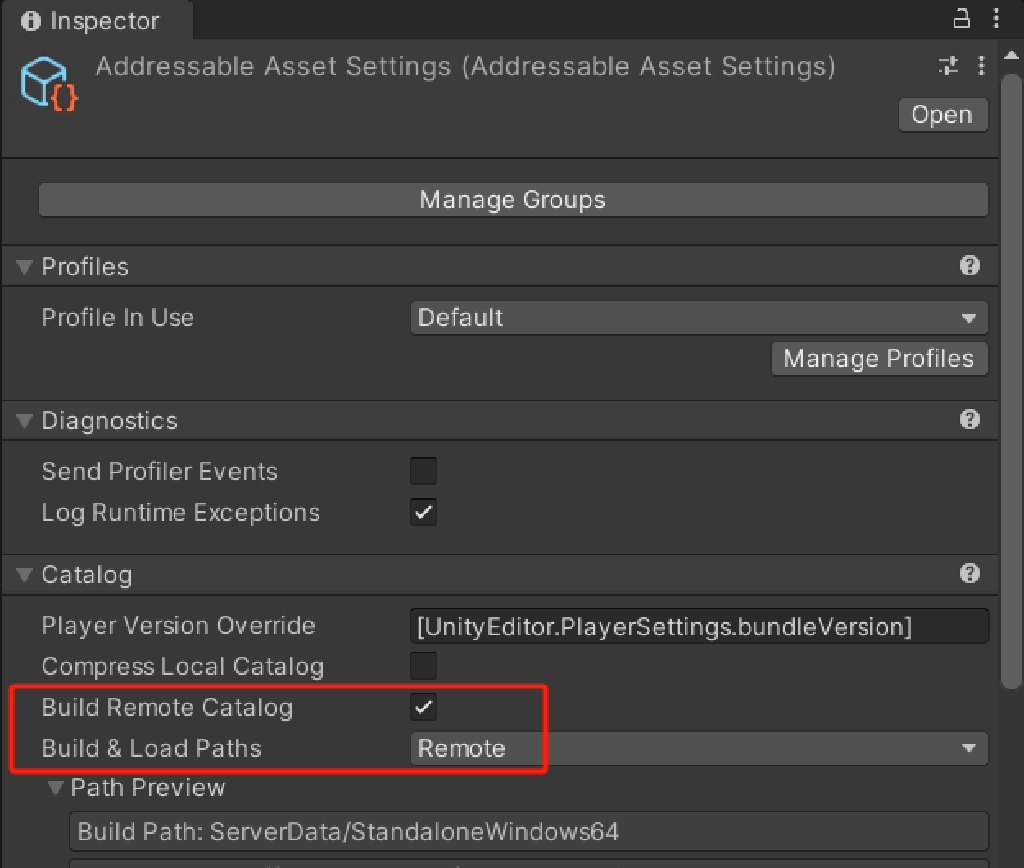 Inspector
Addressable Asset Settings (Addressable Asset Settings)
Open
Manage Groups
Profiles
Profile In Use Default
Manage Profiles
Diagnostics
Send Profiler Events
Log Runtime Exceptions
Catalog
Player Version Override [UnityEditor.PlayerSettings.bundleVersion]
Compress Local Catalog
Build Remote Catalog
Build & Load Paths Remote
Path Preview
Build Path: ServerData/StandaloneWindows64